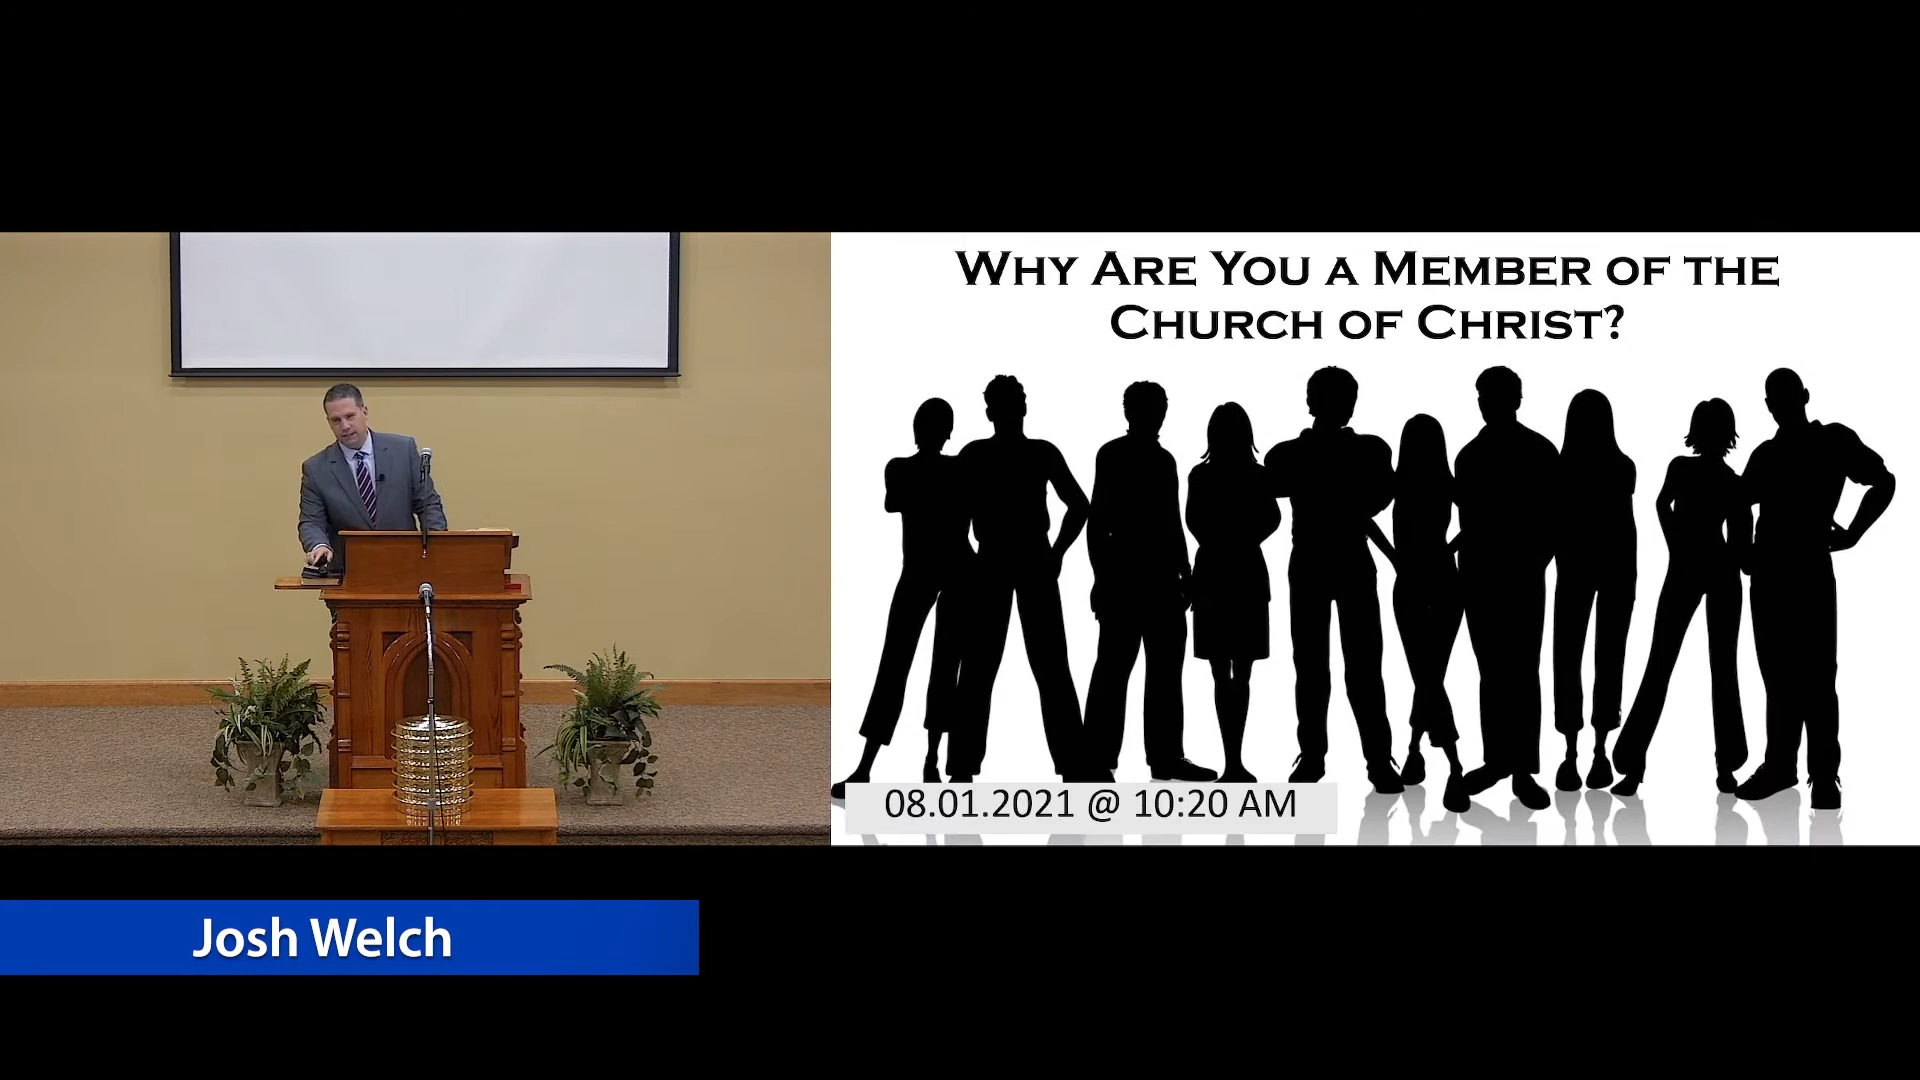 WHY ARE YOU A MEMBER OF THE
CHURCH OF CHRIST?
08.01.2021 @ 10:20 AM
Josh Welch